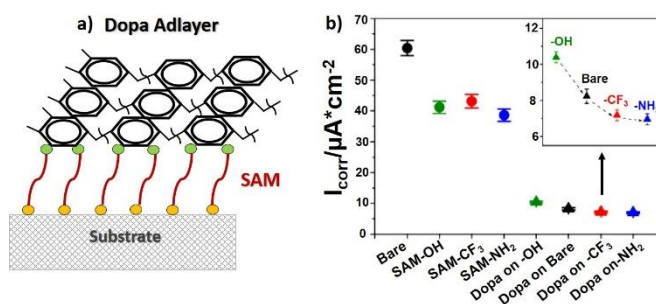 a) Dopa Adlayer
SAM
Substrate
b)
I_corr/μA*cm-2
70
60
50
40
30
20
10
0
Bare
SAM-OH
SAM-CF₃
SAM-NH₂
Dopa on -OH
Dopa on Bare
Dopa on -CF₃
Dopa on-NH₂
10
8
6
-OH
Bare
-CF₃
-NH